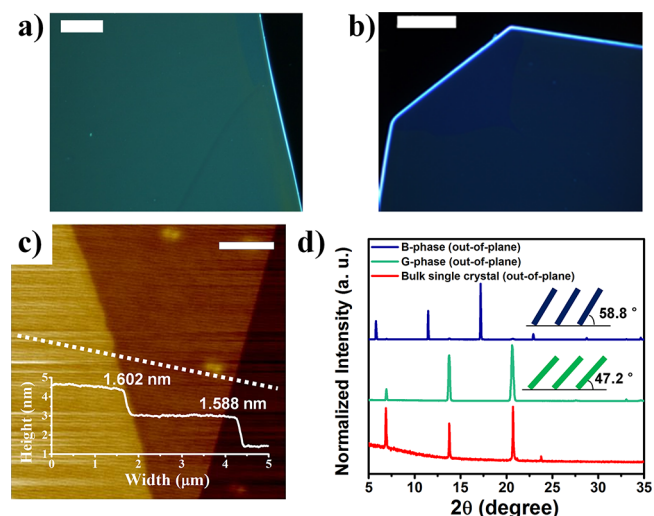 a)
b)
c)
1.602 nm
1.588 nm
Height (nm)
5
4
3
2
1
0 1 2 3 4 5
Width (μm)
d)
B-phase (out-of-plane)
G-phase (out-of-plane)
Bulk single crystal (out-of-plane)
58.8 °
47.2 °
Normalized Intensity (a. u.)
5 10 15 20 25 30 35
2θ (degree)